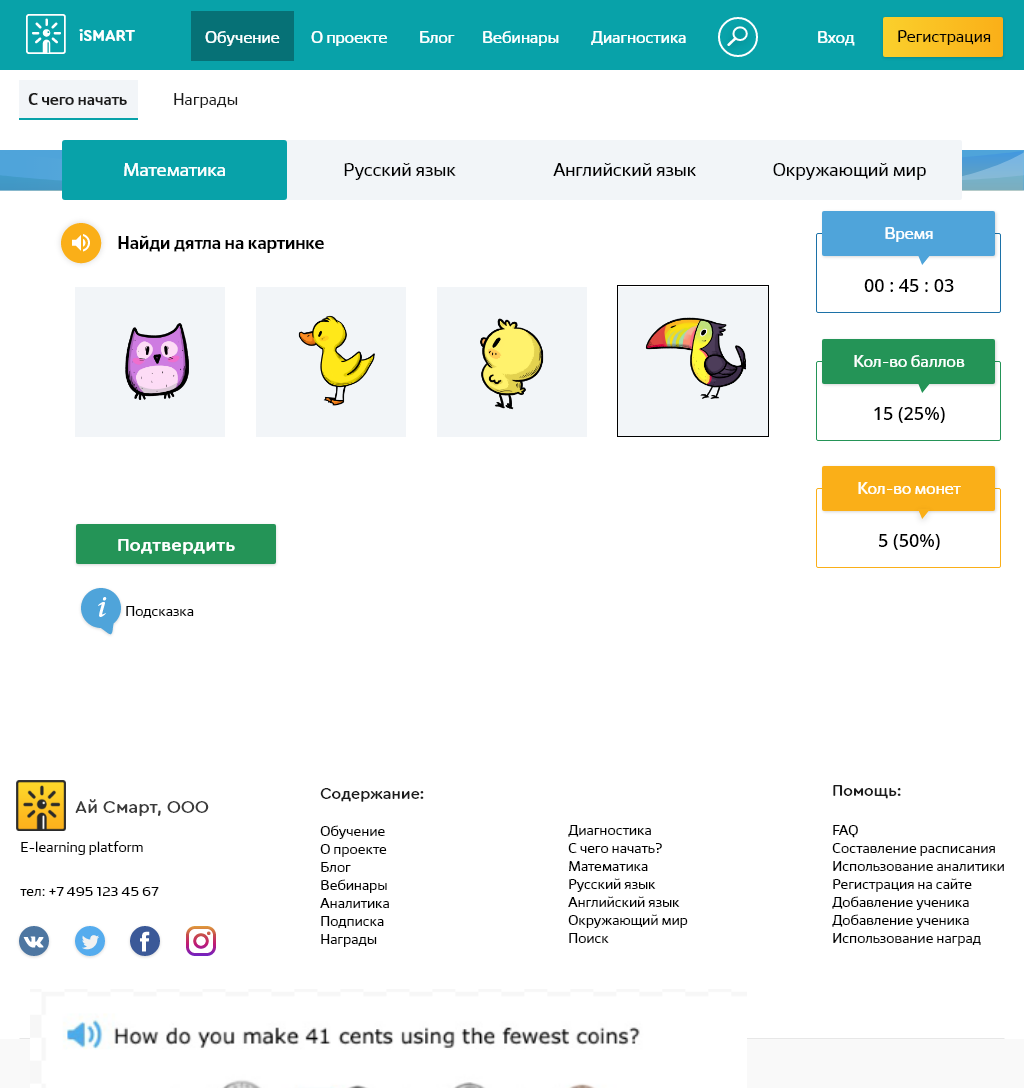 iSMART
Обучение
О проекте
Блог
Вебинары
Диагностика
Вход
Регистрация
С чего начать
Награды
Математика
Русский язык
Английский язык
Окружающий мир
Найди дятла на картинке
Время
00 : 45 : 03
Кол-во баллов
15 (25%)
Кол-во монет
5 (50%)
Подтвердить
i
Подсказка
Ай Смарт, ООО
E-learning platform
тел: +7 495 123 45 67
Содержание:
Обучение
О проекте
Блог
Вебинары
Аналитика
Подписка
Награды
Диагностика
С чего начать?
Математика
Русский язык
Английский язык
Окружающий мир
Поиск
Помощь:
FAQ
Составление расписания
Использование аналитики
Регистрация на сайте
Добавление ученика
Добавление ученика
Использование наград
How do you make 41 cents using the fewest coins?